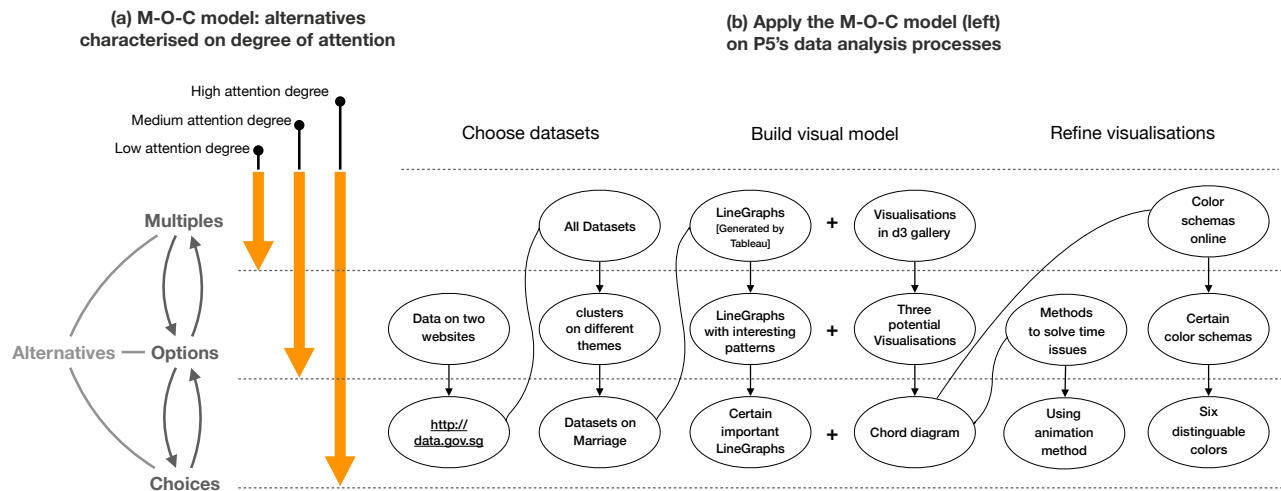 (a) M-O-C model: alternatives
characterised on degree of attention
High attention degree
Medium attention degree
Low attention degree
Multiples
Alternatives
Options
Choices
(b) Apply the M-O-C model (left)
on P5's data analysis processes
Choose datasets
Build visual model
Refine visualisations
All Datasets
LineGraphs
[Generated by
Tableau]
+
Visualisations
in d3 gallery
Color
schemas
online
Data on two
websites
clusters
on different
themes
LineGraphs
with interesting
patterns
+
Three
potential
Visualisations
Methods
to solve time
issues
Certain
color schemas
http://
data.gov.sg
Datasets on
Marriage
Certain
important
LineGraphs
+
Chord diagram
Using
animation
method
Six
distinguable
colors